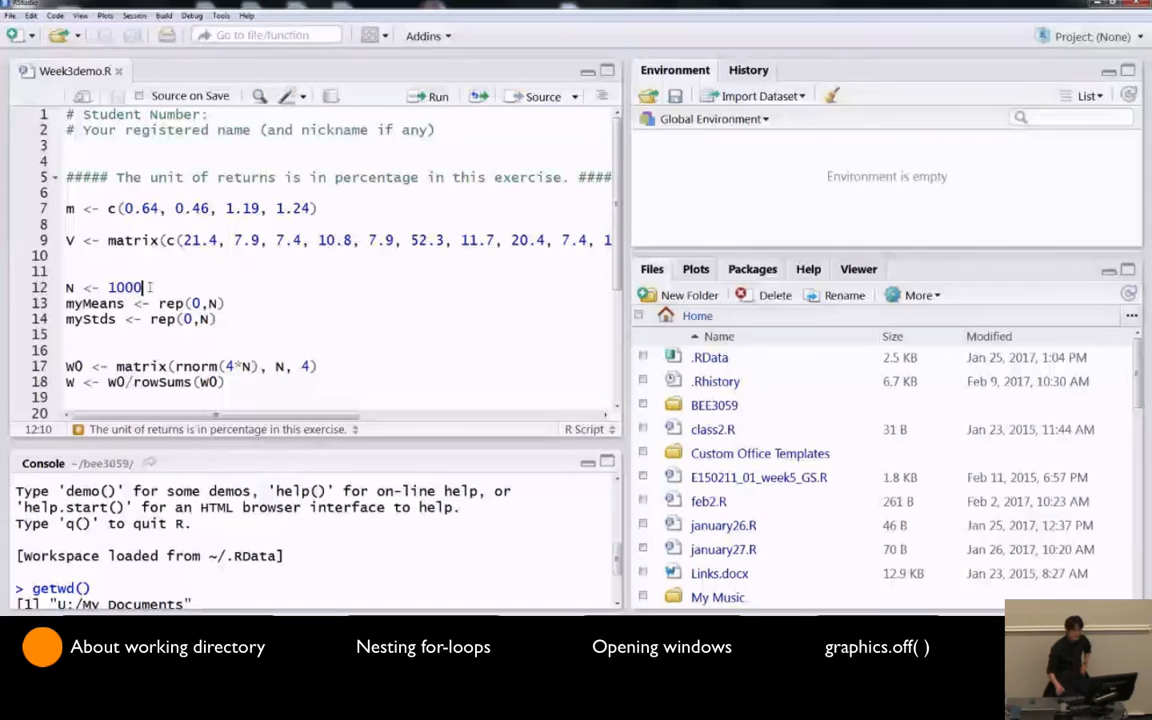 RStudio
File Edit Code View Plots Session Build Debug Tools Help
Go to file/function Addins Project: (None)
Week3demo.R
Source on Save Run Source
1 # Student Number:
2 # Your registered name (and nickname if any)
3
4
5 ##### The unit of returns is in percentage in this exercise. ####
6
7 m <- c(0.64, 0.46, 1.19, 1.24)
8
9 V <- matrix(c(21.4, 7.9, 7.4, 10.8, 7.9, 52.3, 11.7, 20.4, 7.4, 1
10
11
12 N <- 1000
13 myMeans <- rep(0,N)
14 myStds <- rep(0,N)
15
16
17 W0 <- matrix(rnorm(4*N), N, 4)
18 W <- W0/rowSums(W0)
19
20
12:10 The unit of returns is in percentage in this exercise. R Script
Console ~/bee3059/
Type 'demo()' for some demos, 'help()' for on-line help, or
'help.start()' for an HTML browser interface to help.
Type 'q()' to quit R.
[workspace loaded from ~/.RData]
> getwd()
[1] "U:/My Documents"
Environment History
Import Dataset List
Global Environment
Environment is empty
Files Plots Packages Help Viewer
New Folder Delete Rename More
Home
Name Size Modified
.RData 2.5 KB Jan 25, 2017, 1:04 PM
.Rhistory 6.7 KB Feb 9, 2017, 10:30 AM
BEE3059
class2.R 31 B Jan 23, 2015, 11:44 AM
Custom Office Templates
E150211_01_week5_GS.R 1.8 KB Feb 11, 2015, 6:57 PM
feb2.R 261 B Feb 2, 2017, 10:23 AM
january26.R 46 B Jan 25, 2017, 12:37 PM
january27.R 70 B Jan 26, 2017, 10:20 AM
Links.docx 12.9 KB Jan 23, 2015, 8:27 AM
My Music
About working directory Nesting for-loops Opening windows graphics.off( )